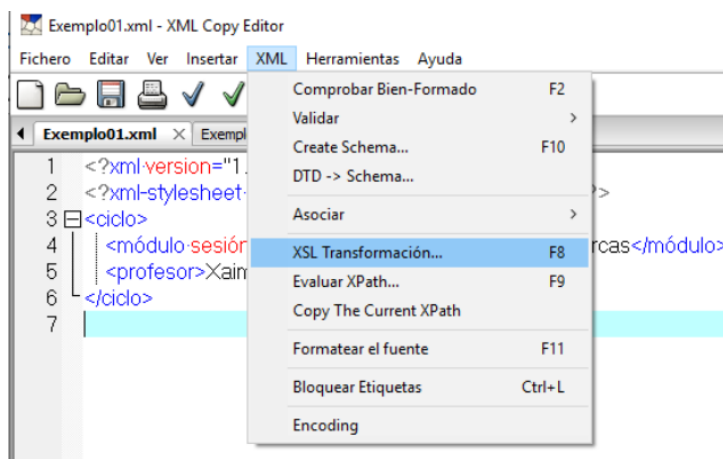 Exemplo01.xml - XML Copy Editor
Fichero Editar Ver Insertar XML Herramientas Ayuda
Exemplo01.xml
Comprobar Bien-Formado F2
Validar
Create Schema... F10
DTD -> Schema...
Asociar
XSL Transformación... F8
Evaluar XPath... F9
Copy The Current XPath
Formatear el fuente F11
Bloquear Etiquetas Ctrl+L
Encoding
1 <?xml version="1.
2 <?xml-stylesheet ?>
3 <ciclo>
4 <módulo sesión rcas</módulo>
5 <profesor>Xaim
6 </ciclo>
7